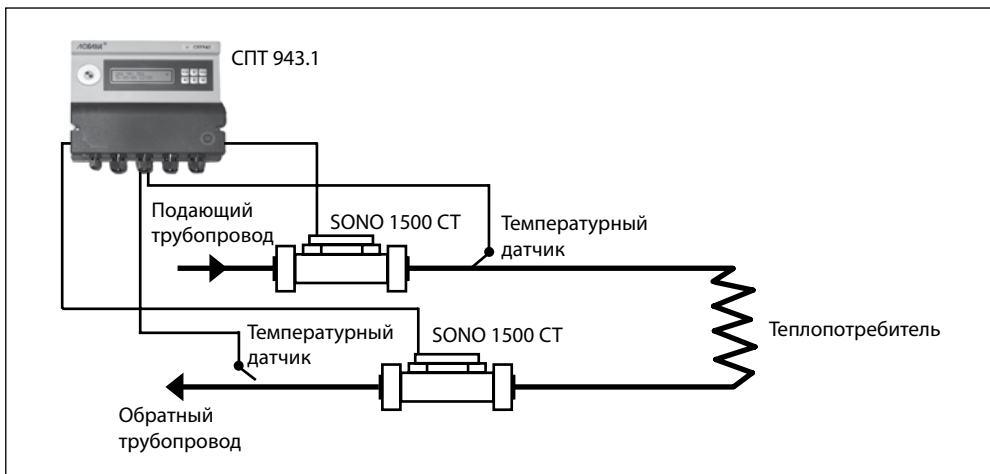 ЛОГИКА
СПТ 943.1
Подающий
трубопровод
SONO 1500 CT
Температурный
датчик
Температурный
датчик
SONO 1500 CT
Теплопотребитель
Обратный
трубопровод